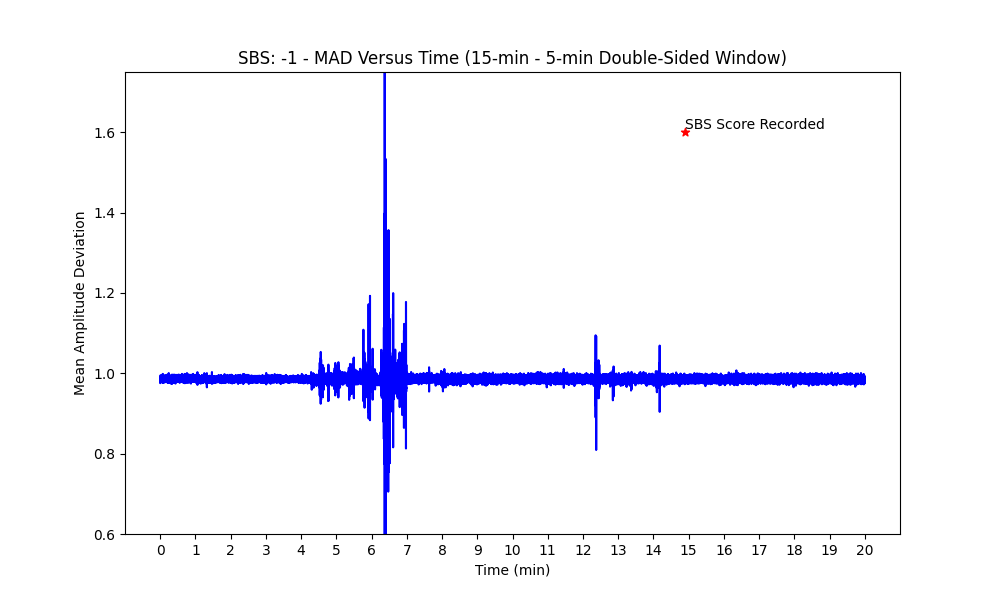 SBS: -1 - MAD Versus Time (15-min - 5-min Double-Sided Window)
SBS Score Recorded
Mean Amplitude Deviation
1.6
1.4
1.2
1.0
0.8
0.6
0 1 2 3 4 5 6 7 8 9 10 11 12 13 14 15 16 17 18 19 20
Time (min)